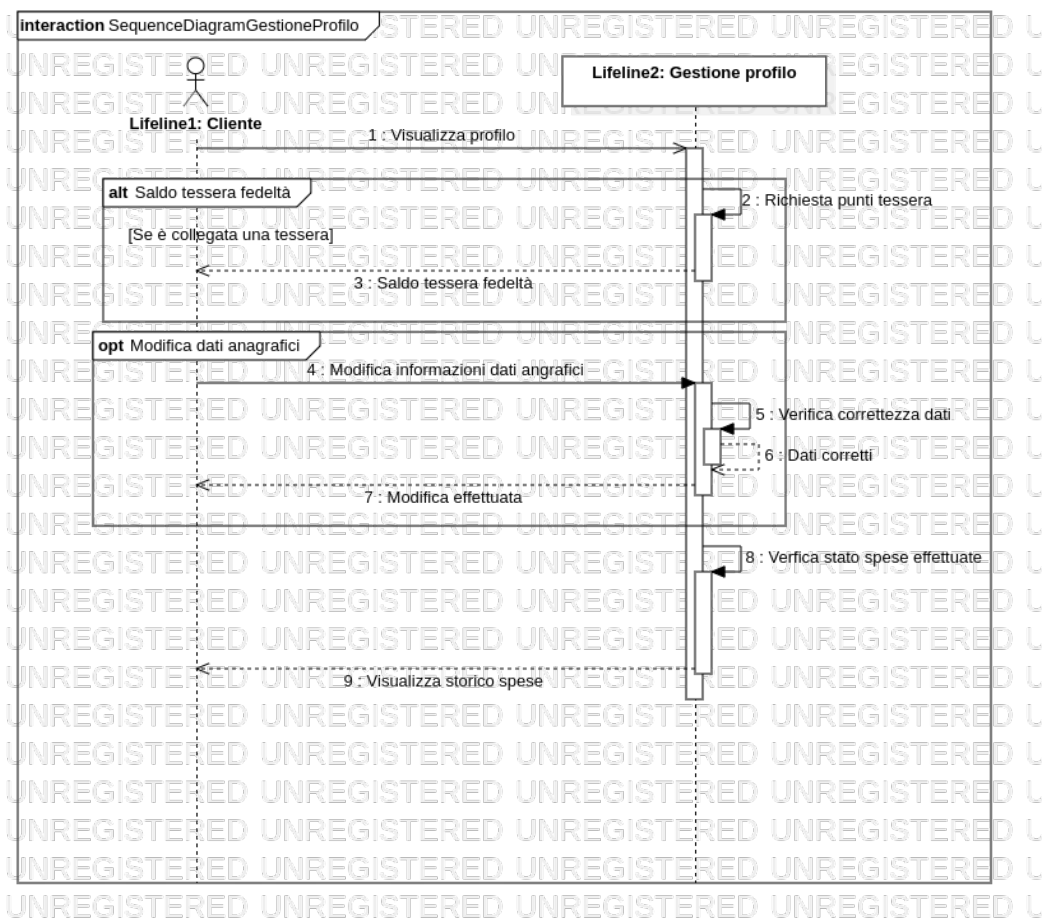 interaction SequenceDiagramGestioneProfilo
Lifeline1: Cliente
Lifeline2: Gestione profilo
1 : Visualizza profilo
alt Saldo tessera fedeltà
2 : Richiesta punti tessera
[Se è collegata una tessera]
3 : Saldo tessera fedeltà
opt Modifica dati anagrafici
4 : Modifica informazioni dati angrafici
5 : Verifica correttezza dati
6 : Dati corretti
7 : Modifica effettuata
8 : Verfica stato spese effettuate
9 : Visualizza storico spese
UNREGISTERED